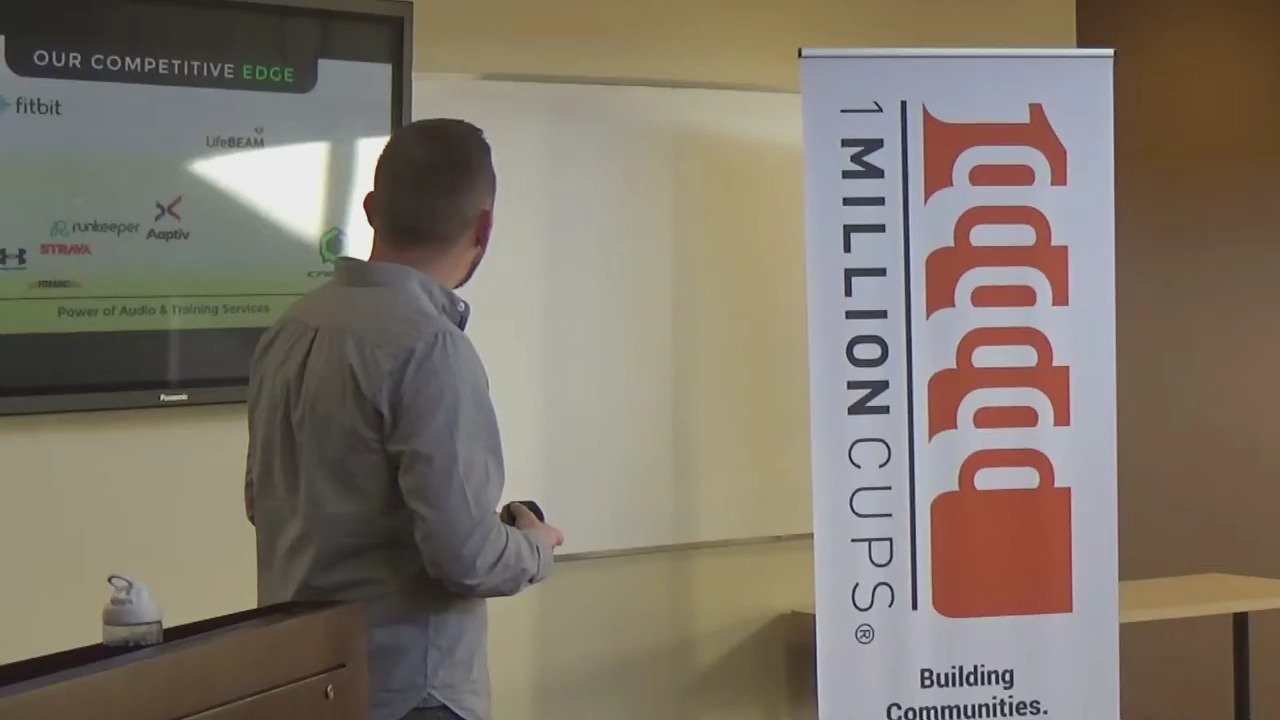 OUR COMPETITIVE EDGE
fitbit
LifeBEAM
runkeeper
Aaptiv
STRAVA
Power of Audio & Training Services
Panasonic
1 MILLION CUPS®
Building
Communities.